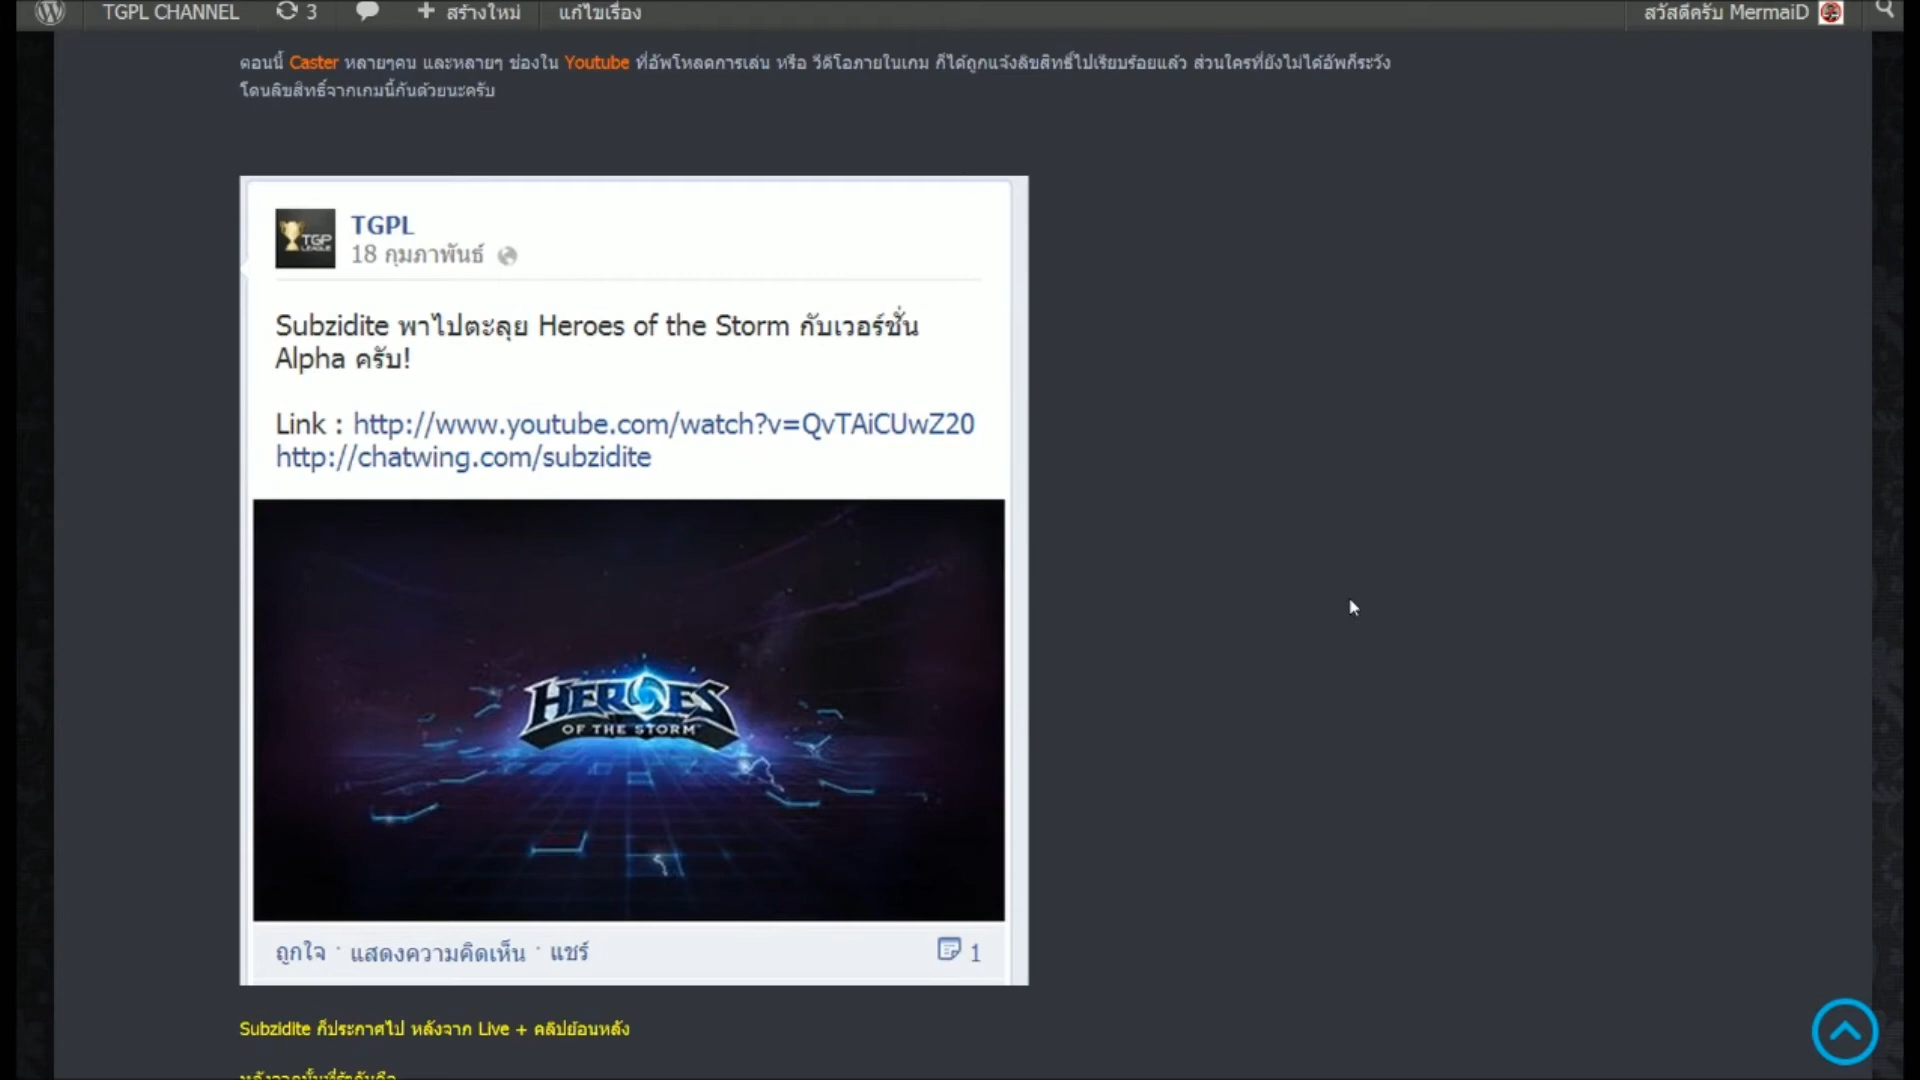 TGPL CHANNEL 3 + สร้างใหม่ แก้ไขเรื่อง สวัสดีครับ MermaiD
ตอนนี้ Caster หลายๆคน และหลายๆ ช่องใน Youtube ที่อัพโหลดการเล่น หรือ วีดีโอภายในเกม ก็ได้ถูกแจ้งลิขสิทธิ์ไปเรียบร้อยแล้ว ส่วนใครที่ยังไม่ได้อัพก็ระวัง
โดนลิขสิทธิ์จากเกมนี้กันด้วยนะครับ
TGPL
TGP
LEAGUE
18 กุมภาพันธ์
Subzidite พาไปตะลุย Heroes of the Storm กับเวอร์ชั่น
Alpha ครับ!
Link : http://www.youtube.com/watch?v=QvTAiCUwZ20
http://chatwing.com/subzidite
HEROES
OF THE STORM
ถูกใจ · แสดงความคิดเห็น · แชร์ 1
Subzidite ก็ประกาศไป หลังจาก Live + คลิปย้อนหลัง